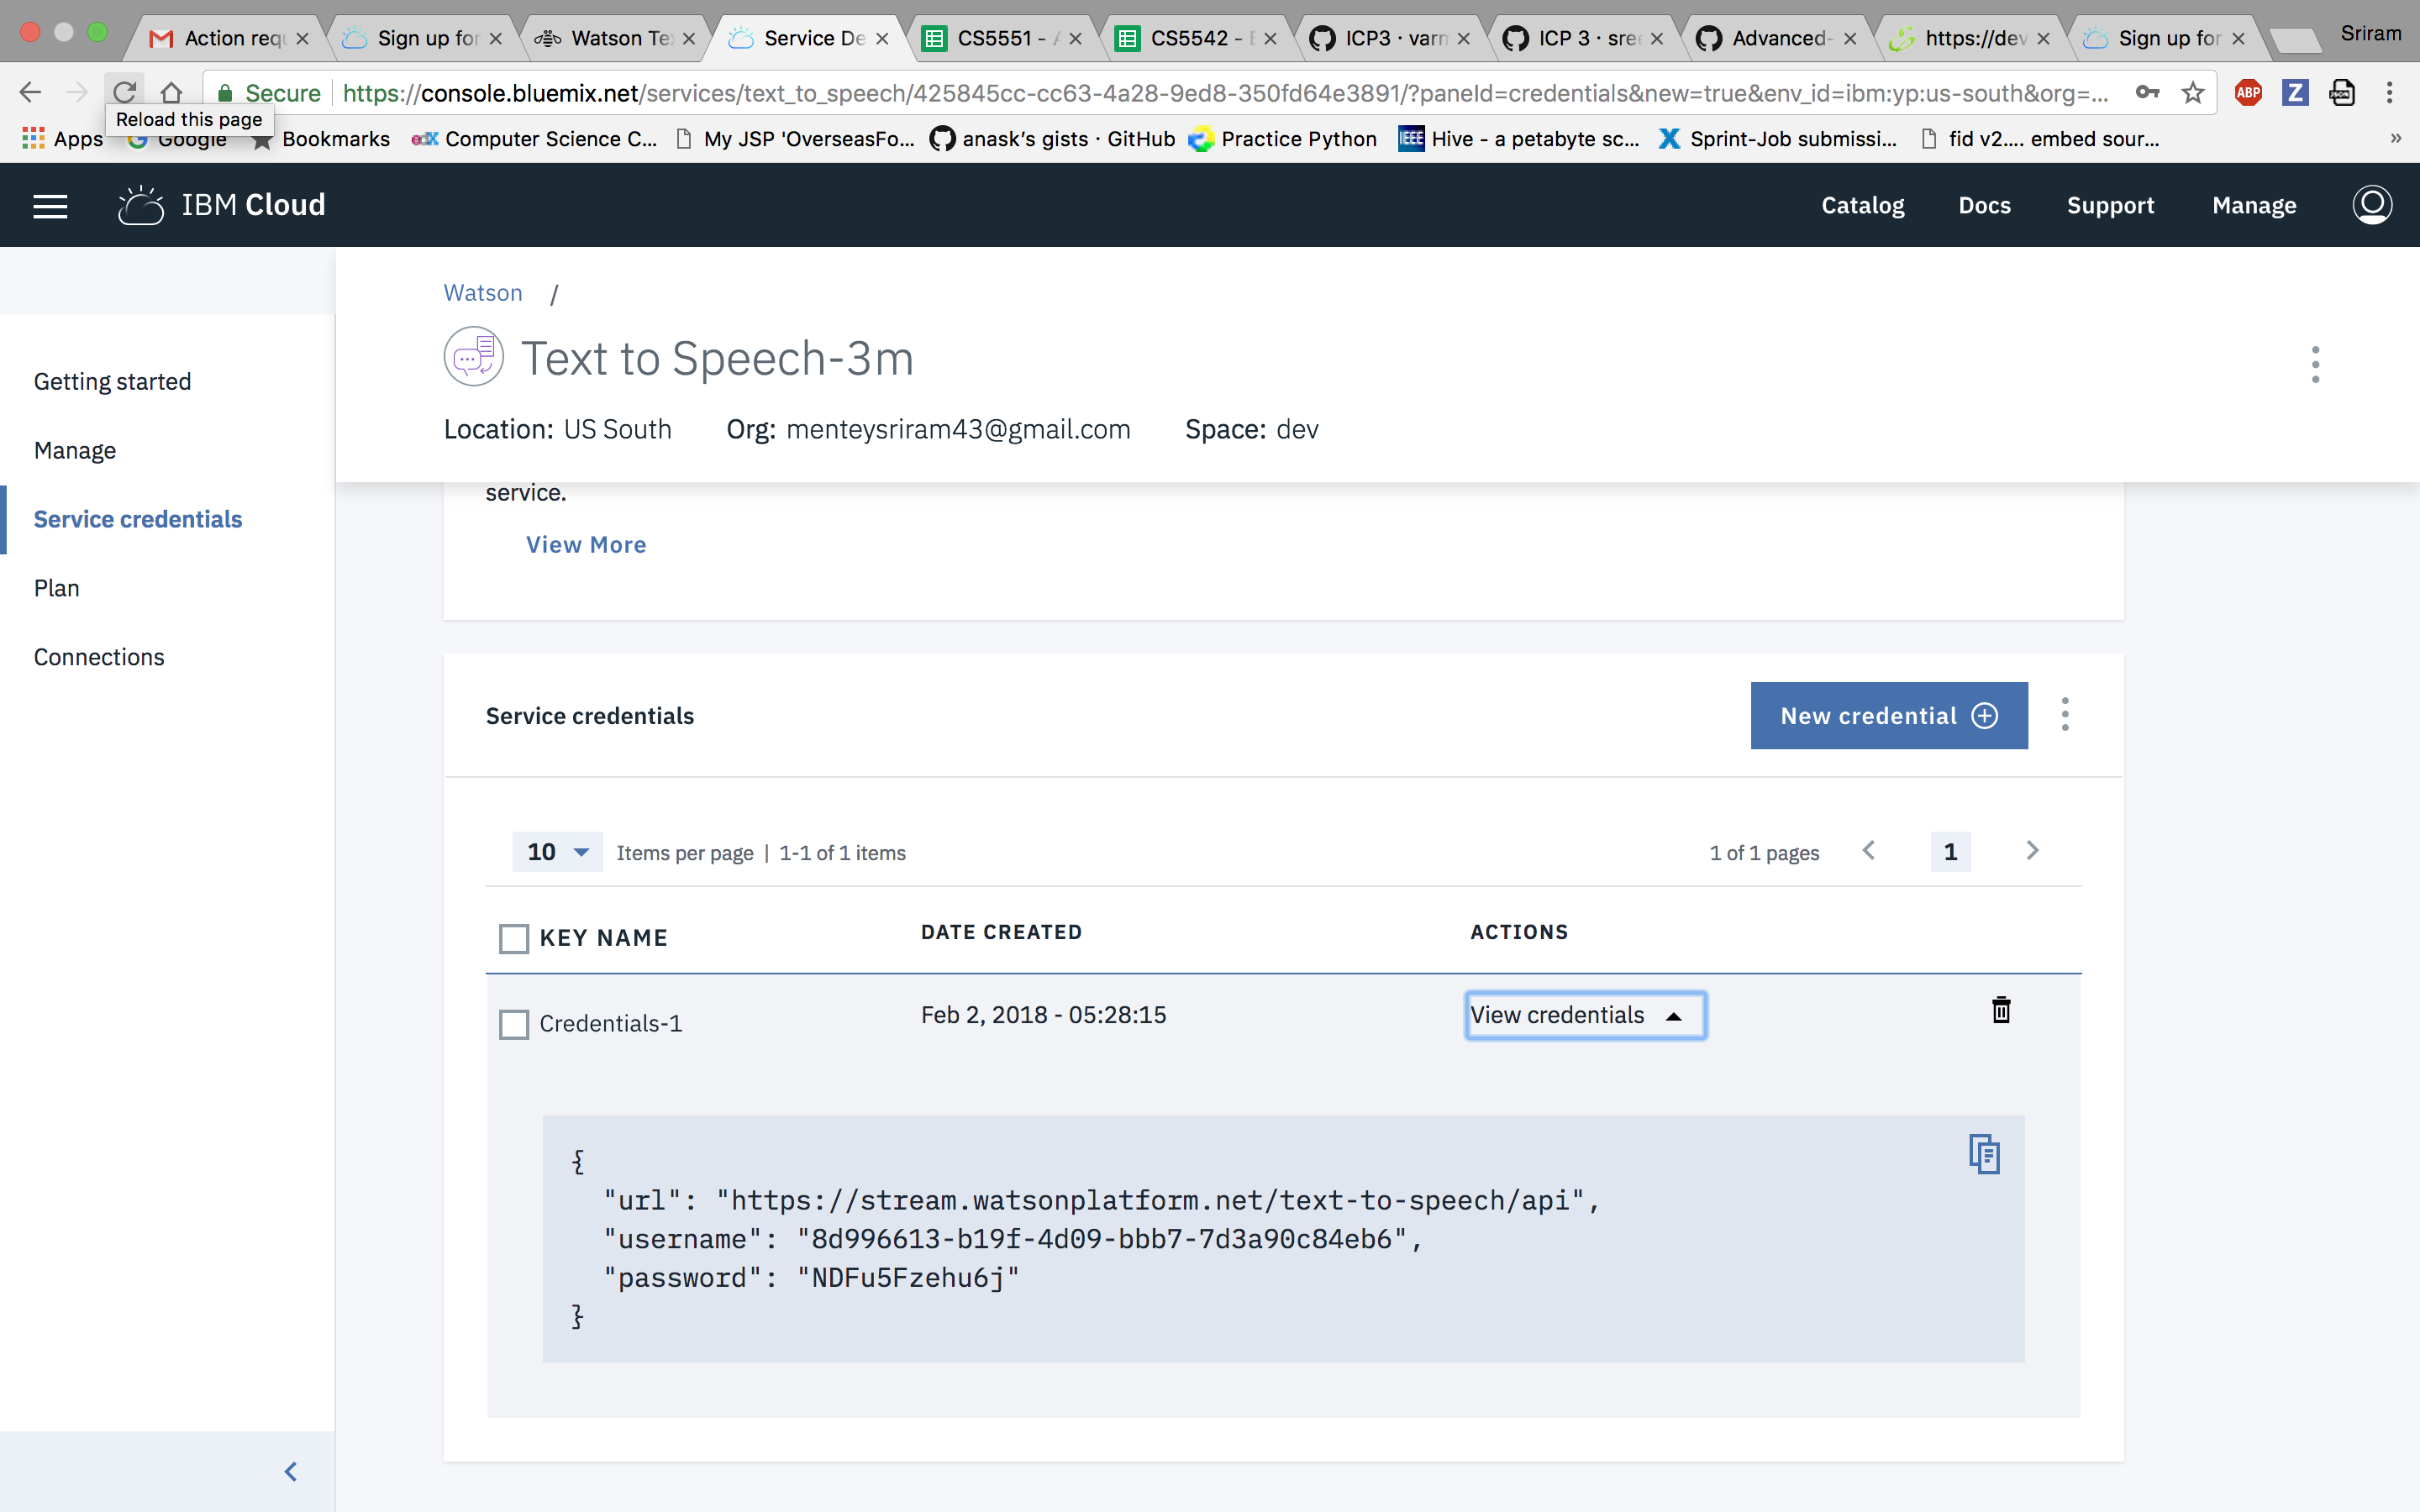 Action requ
Sign up for
Watson Te
Service De
CS5551 - A
CS5542 - E
ICP3 · varn
ICP 3 · sree
Advanced-
https://dev
Sign up for
Sriram
Secure https://console.bluemix.net/services/text_to_speech/425845cc-cc63-4a28-9ed8-350fd64e3891/?paneId=credentials&new=true&env_id=ibm:yp:us-south&org=...
ABP Z
Reload this page
Apps Google Bookmarks edX Computer Science C... My JSP 'OverseasFo... anask's gists · GitHub Practice Python IEEE Hive - a petabyte sc... Sprint-Job submissi... fid v2.... embed sour... »
IBM Cloud
Catalog Docs Support Manage
Watson /
Text to Speech-3m
Location: US South Org: menteysriram43@gmail.com Space: dev
Getting started
Manage
Service credentials
Plan
Connections
service.
View More
Service credentials
New credential
10 Items per page | 1-1 of 1 items
1 of 1 pages 1
KEY NAME DATE CREATED ACTIONS
Credentials-1 Feb 2, 2018 - 05:28:15 View credentials
{
"url": "https://stream.watsonplatform.net/text-to-speech/api",
"username": "8d996613-b19f-4d09-bbb7-7d3a90c84eb6",
"password": "NDFu5Fzehu6j"
}